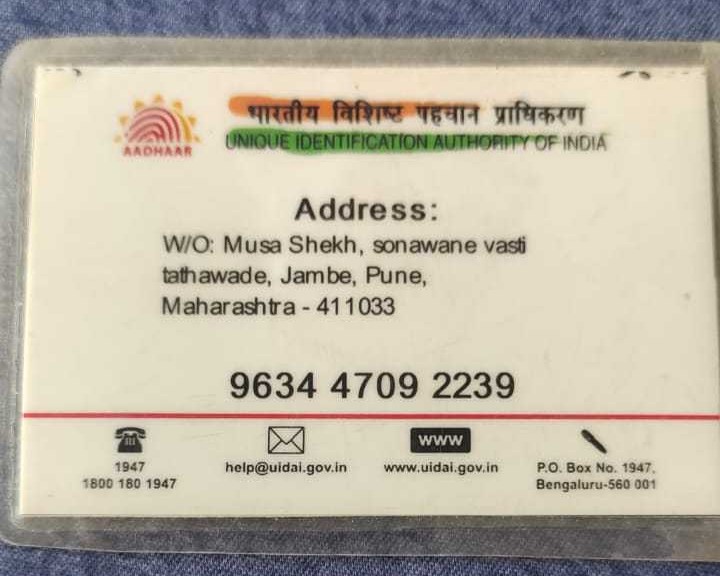 AADHAAR
भारतीय विशिष्ट पहचान प्राधिकरण
UNIQUE IDENTIFICATION AUTHORITY OF INDIA
Address:
W/O: Musa Shekh, sonawane vasti
tathawade, Jambe, Pune,
Maharashtra - 411033
9634 4709 2239
1947
1800 180 1947
help@uidai.gov.in
www
www.uidai.gov.in
P.O. Box No. 1947,
Bengaluru-560 001